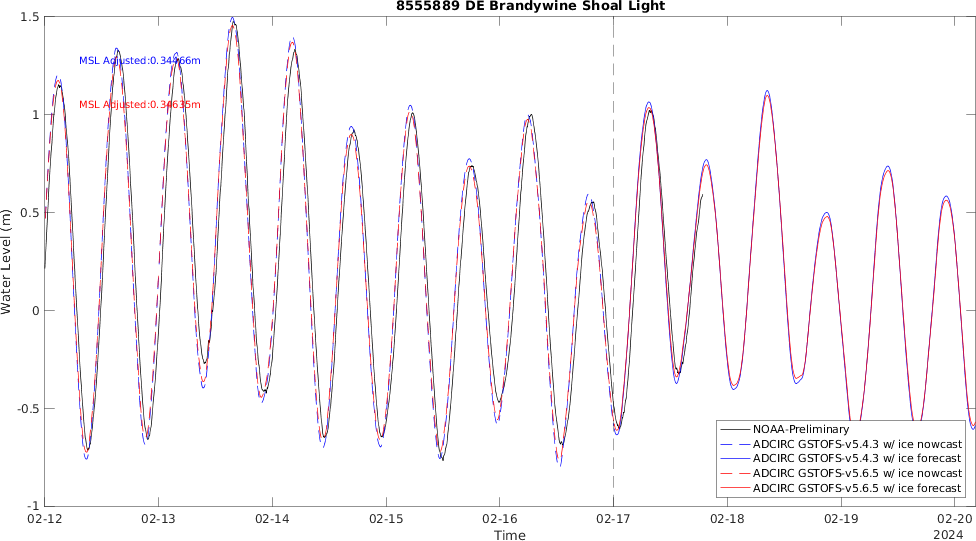 8555889 DE Brandywine Shoal Light
1.5
1
0.5
0
-0.5
-1
Water Level (m)
MSL Adjusted:0.34466m
MSL Adjusted:0.34635m
NOAA-Preliminary
ADCIRC GSTOFS-v5.4.3 w/ ice nowcast
ADCIRC GSTOFS-v5.4.3 w/ ice forecast
ADCIRC GSTOFS-v5.6.5 w/ ice nowcast
ADCIRC GSTOFS-v5.6.5 w/ ice forecast
02-12 02-13 02-14 02-15 02-16 02-17 02-18 02-19 02-20
Time
2024